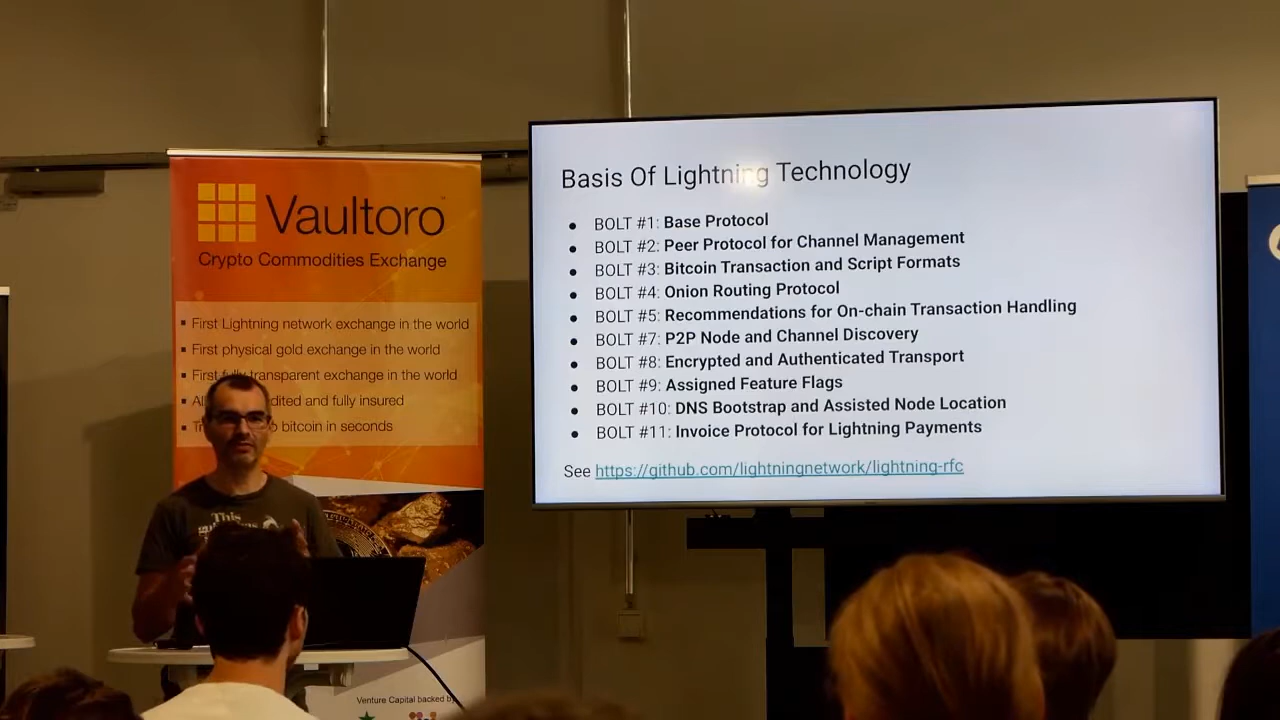 Vaultoro
Crypto Commodities Exchange
▪ First Lightning network exchange in the world
▪ First physical gold exchange in the world
▪ First fully transparent exchange in the world
dited and fully insured
bitcoin in seconds
This
Venture Capital backed by
Basis Of Lightning Technology
● BOLT #1: Base Protocol
● BOLT #2: Peer Protocol for Channel Management
● BOLT #3: Bitcoin Transaction and Script Formats
● BOLT #4: Onion Routing Protocol
● BOLT #5: Recommendations for On-chain Transaction Handling
● BOLT #7: P2P Node and Channel Discovery
● BOLT #8: Encrypted and Authenticated Transport
● BOLT #9: Assigned Feature Flags
● BOLT #10: DNS Bootstrap and Assisted Node Location
● BOLT #11: Invoice Protocol for Lightning Payments
See https://github.com/lightningnetwork/lightning-rfc